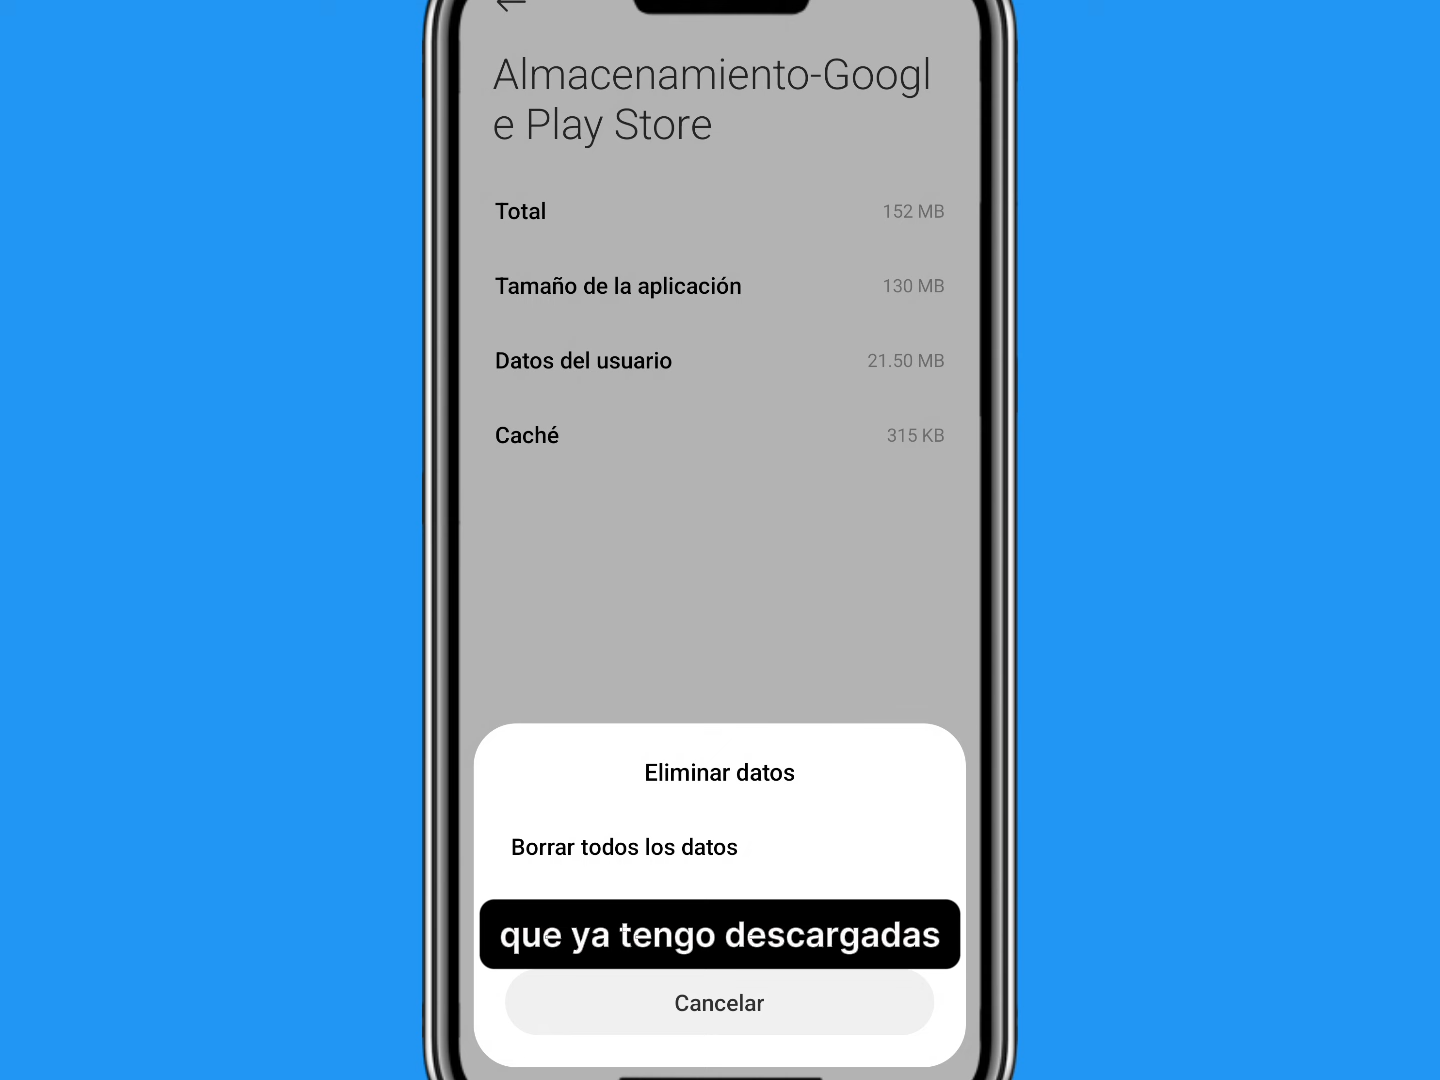 Almacenamiento-Googl
e Play Store
Total 152 MB
Tamaño de la aplicación 130 MB
Datos del usuario 21.50 MB
Caché 315 KB
Eliminar datos
Borrar todos los datos
que ya tengo descargadas
Cancelar